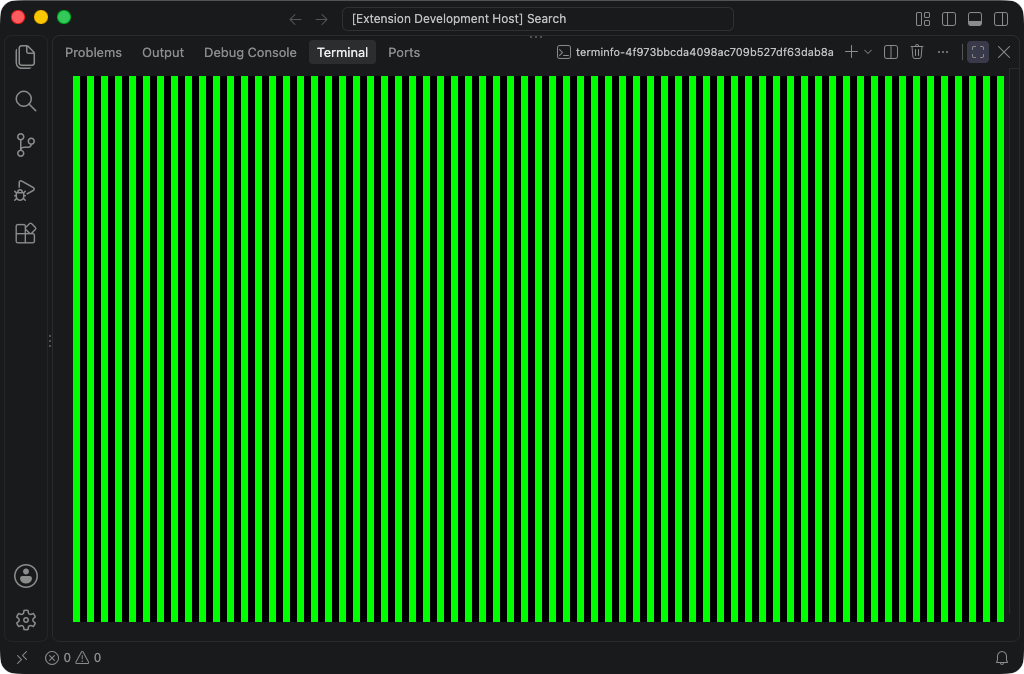 [Extension Development Host] Search
Problems Output Debug Console Terminal Ports terminfo-4f973bbcda4098ac709b527df63dab8a
0 0